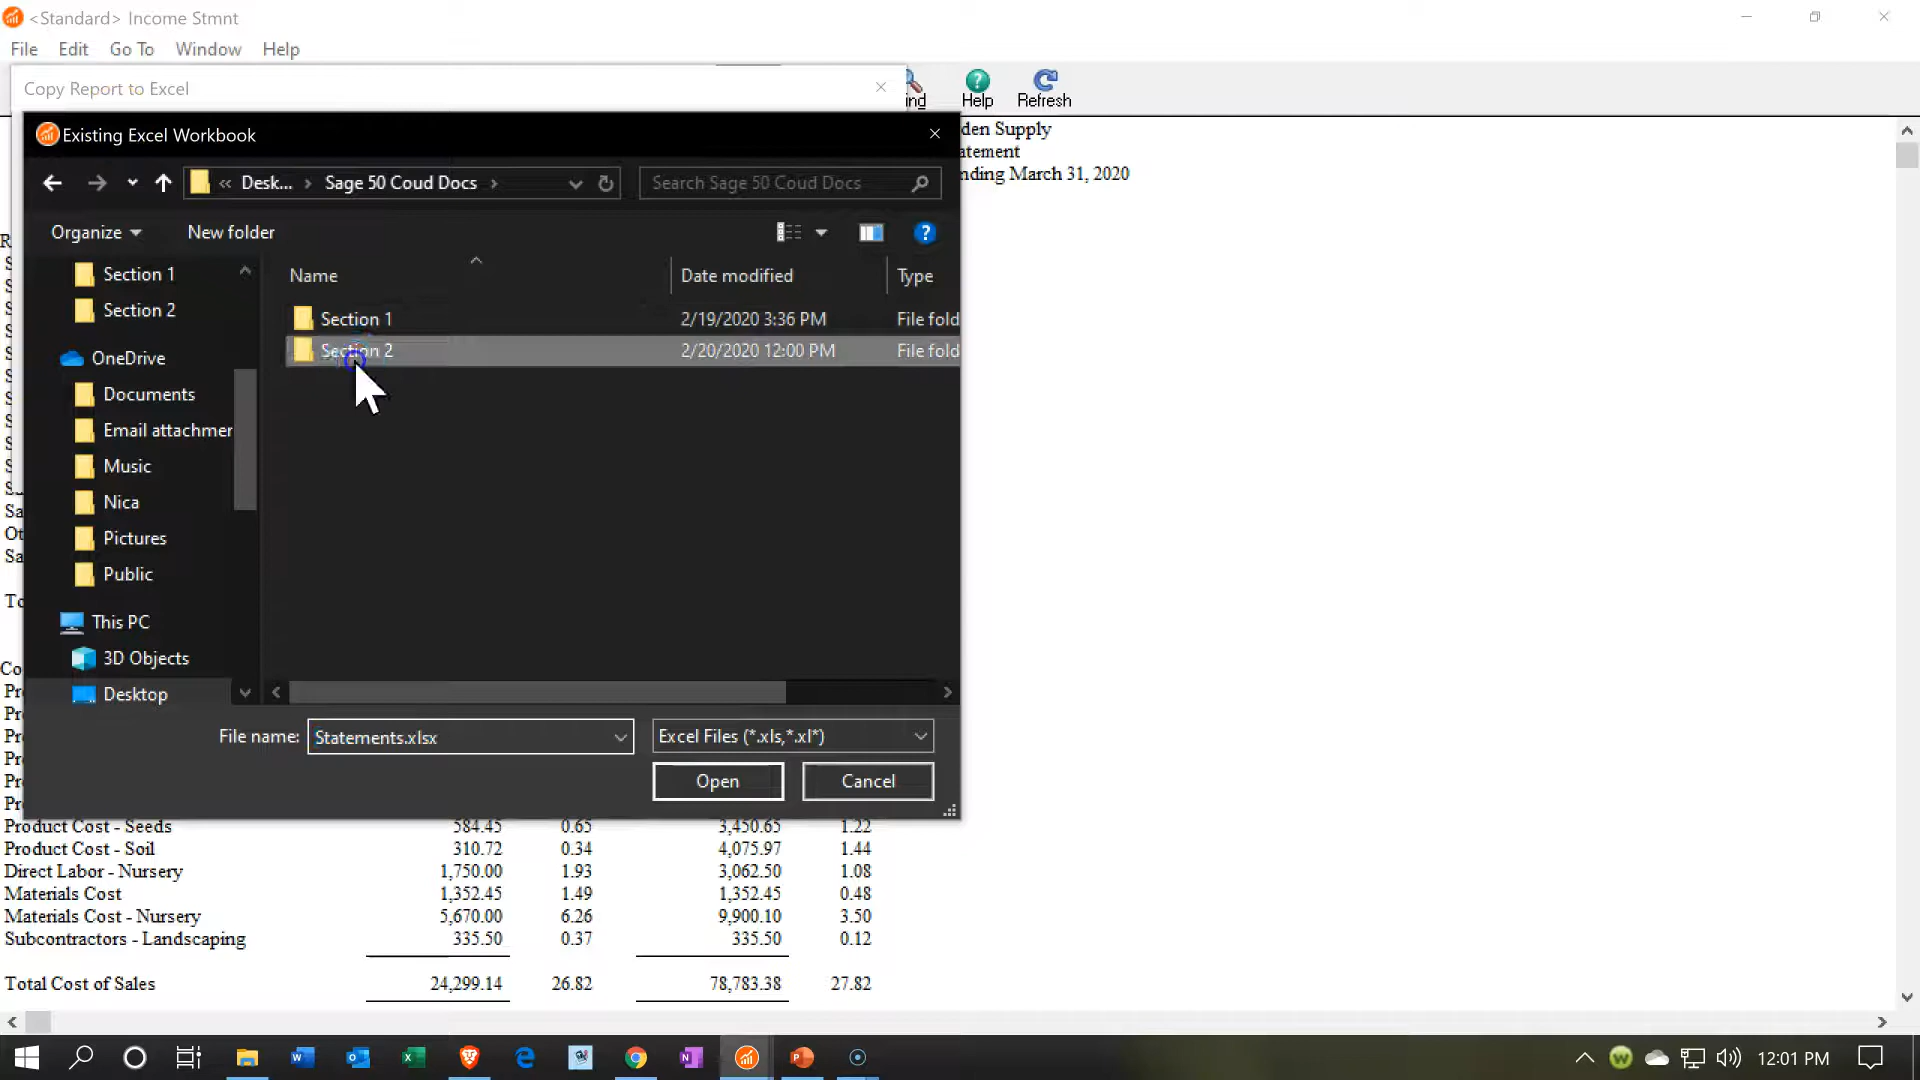 <Standard> Income Stmnt
File Edit Go To Window Help
Copy Report to Excel
Help Refresh
Existing Excel Workbook
den Supply
atement
nding March 31, 2020
« Desk... › Sage 50 Coud Docs ›
Search Sage 50 Coud Docs
Organize
New folder
Name Date modified Type
Section 1 2/19/2020 3:36 PM File fold
Section 2 2/20/2020 12:00 PM File fold
Section 1
Section 2
OneDrive
Documents
Email attachmer
Music
Nica
Pictures
Public
This PC
3D Objects
Desktop
File name: Statements.xlsx Excel Files (*.xls,*.xl*)
Open Cancel
Product Cost - Seeds 584.45 0.65 3,450.65 1.22
Product Cost - Soil 310.72 0.34 4,075.97 1.44
Direct Labor - Nursery 1,750.00 1.93 3,062.50 1.08
Materials Cost 1,352.45 1.49 1,352.45 0.48
Materials Cost - Nursery 5,670.00 6.26 9,900.10 3.50
Subcontractors - Landscaping 335.50 0.37 335.50 0.12
Total Cost of Sales 24,299.14 26.82 78,783.38 27.82
12:01 PM